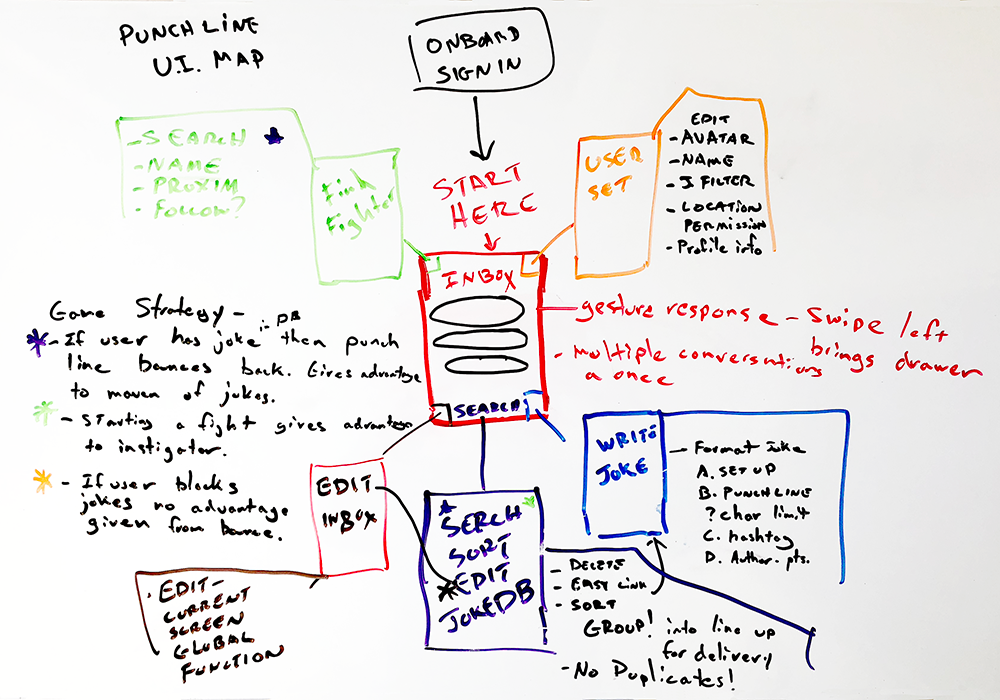 PUNCHLINE
U.I. MAP
ONBOARD
SIGN IN
START
HERE
- SEARCH
- NAME
- PROXIM
- FOLLOW?
Find
Fighter
USER
SET
EDIT
- AVATAR
- NAME
- J FILTER
- LOCATION
PERMISSION
- Profile info
INBOX
SEARCH
gesture response - Swipe left
brings drawer
- multiple conversations
a once
Game Strategy -
- If user has joke in DB then punch
line bounces back. Gives advantage
to maven of jokes.
- Starting a fight gives advantage
to instigator.
- If user blocks
jokes no advantage
given from bounce.
EDIT
INBOX
- EDIT -
CURRENT
SCREEN
GLOBAL
FUNCTION
SERCH
SORT
*EDIT
JOKEDB
- DELETE
- EASY LINK
- SORT
GROUP! into line up
for delivery
- No Duplicates!
WRITE
JOKE
- Format joke
A. SET UP
B. PUNCHLINE
? char limit
C. Hashtag
D. Author. pts.